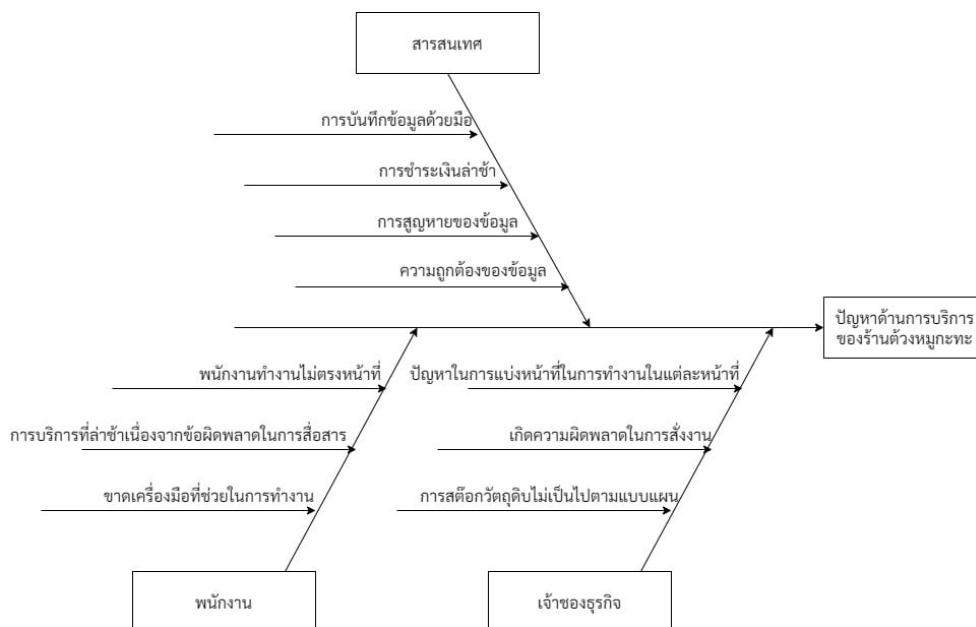 สารสนเทศ
การบันทึกข้อมูลด้วยมือ
การชำระเงินล่าช้า
การสูญหายของข้อมูล
ความถูกต้องของข้อมูล
ปัญหาด้านการบริการ
ของร้านต้วงหมูกะทะ
พนักงานทำงานไม่ตรงหน้าที่
การบริการที่ล่าช้าเนื่องจากข้อผิดพลาดในการสื่อสาร
ขาดเครื่องมือที่ช่วยในการทำงาน
พนักงาน
ปัญหาในการแบ่งหน้าที่ในการทำงานในแต่ละหน้าที่
เกิดความผิดพลาดในการสั่งงาน
การสต๊อกวัตถุดิบไม่เป็นไปตามแบบแผน
เจ้าชองธุรกิจ